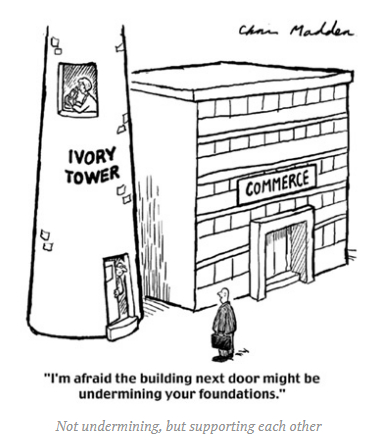 Chris Madden
IVORY
TOWER
COMMERCE
"I'm afraid the building next door might be
undermining your foundations."
Not undermining, but supporting each other